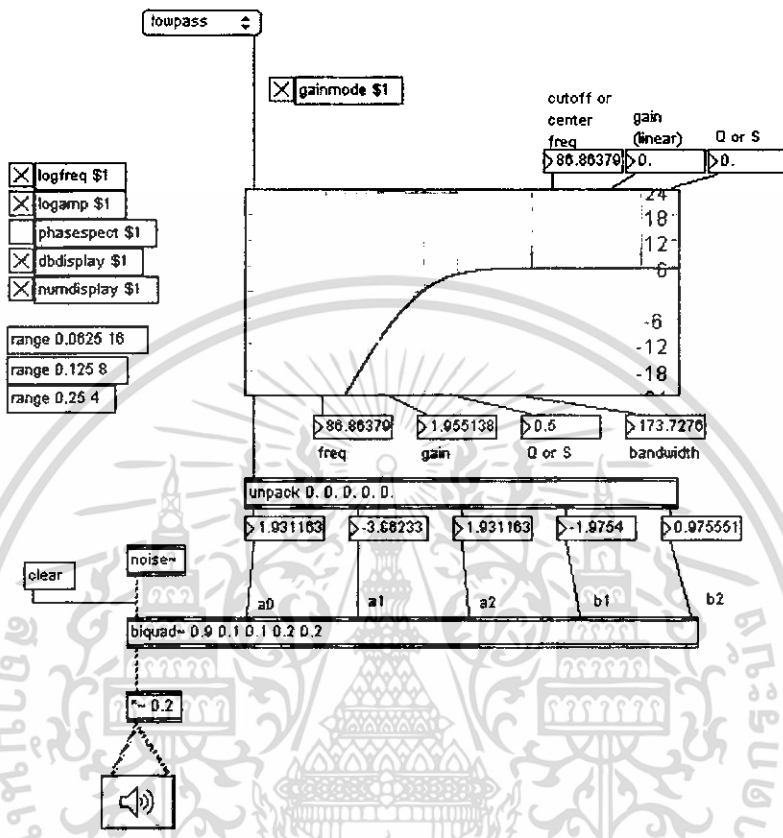 lowpass
gainmode $1
cutoff or center freq
gain (linear)
Q or S
86.86379
0.
0.
logfreq $1
logamp $1
phasespect $1
dbdisplay $1
numdisplay $1
24
18
12
6
-6
-12
-18
range 0.0625 16
range 0.125 8
range 0.25 4
86.86379
1.955138
0.5
173.7276
freq
gain
Q or S
bandwidth
unpack 0. 0. 0. 0. 0.
1.931163
-3.86233
1.931163
-1.9754
0.975551
noise~
clear
a0
a1
a2
b1
b2
biquad~ 0.9 0.1 0.1 0.2 0.2
*~ 0.2